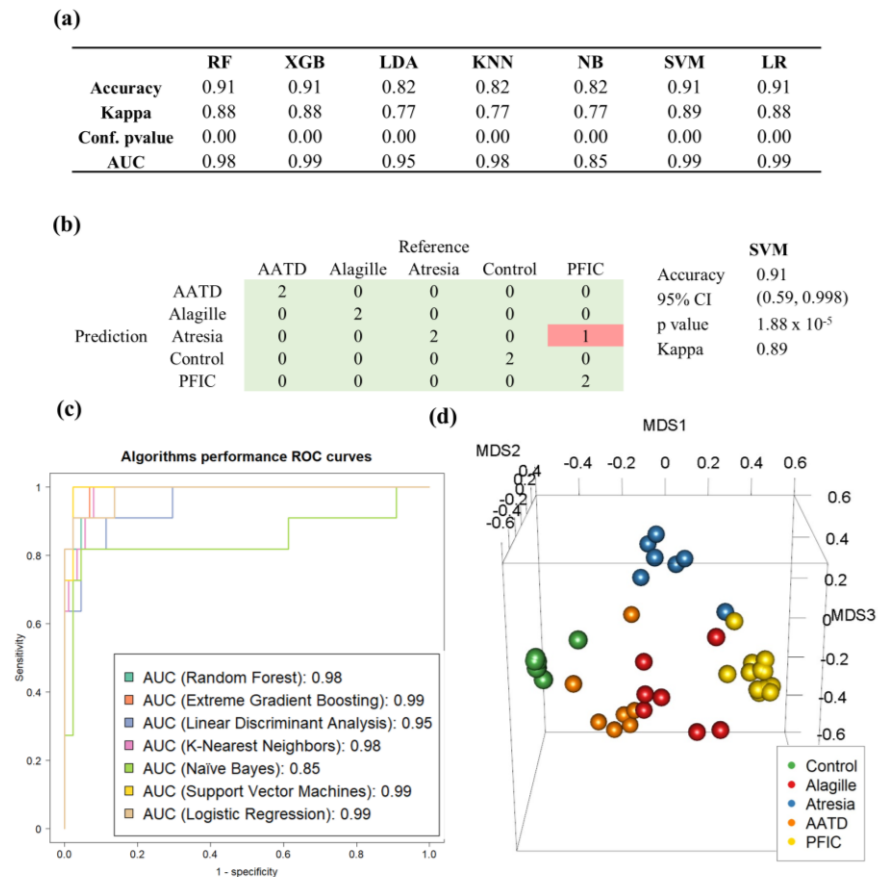 (a)
RF XGB LDA KNN NB SVM LR
Accuracy 0.91 0.91 0.82 0.82 0.82 0.91 0.91
Kappa 0.88 0.88 0.77 0.77 0.77 0.89 0.88
Conf. pvalue 0.00 0.00 0.00 0.00 0.00 0.00 0.00
AUC 0.98 0.99 0.95 0.98 0.85 0.99 0.99
(b)
Reference
AATD Alagille Atresia Control PFIC
AATD 2 0 0 0 0
Alagille 0 2 0 0 0
Prediction Atresia 0 0 2 0 1
Control 0 0 0 2 0
PFIC 0 0 0 0 2
SVM
Accuracy 0.91
95% CI (0.59, 0.998)
p value 1.88 x 10-5
Kappa 0.89
(c)
Algorithms performance ROC curves
1
0.8
0.6
0.4
0.2
0
Sensitivity
0.0 0.2 0.4 0.6 0.8 1.0
1 - specificity
AUC (Random Forest): 0.98
AUC (Extreme Gradient Boosting): 0.99
AUC (Linear Discriminant Analysis): 0.95
AUC (K-Nearest Neighbors): 0.98
AUC (Naïve Bayes): 0.85
AUC (Support Vector Machines): 0.99
AUC (Logistic Regression): 0.99
(d)
MDS1
-0.4 -0.2 0 0.2 0.4 0.6
MDS2
0.4
0.2
0
-0.2
-0.4
-0.6
0.6
0.4
0.2
0
MDS3
-0.2
-0.4
-0.6
Control
Alagille
Atresia
AATD
PFIC